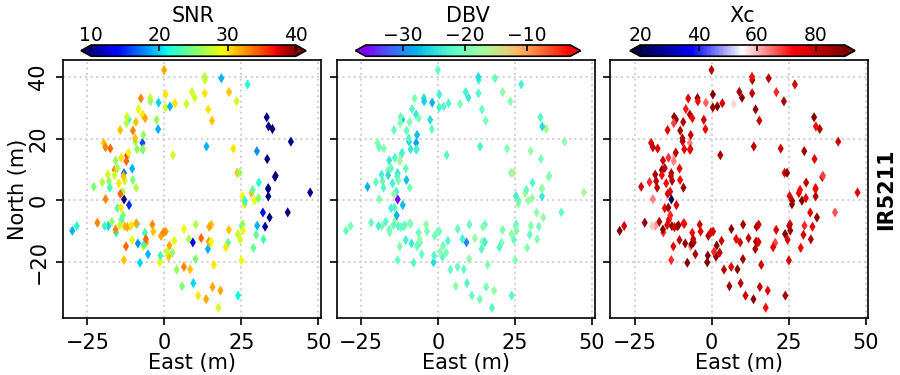 SNR DBV Xc
10 20 30 40 −30 −20 −10 20 40 60 80
40
20
0
−20
North (m)
IR5211
−25 0 25 50 −25 0 25 50 −25 0 25 50
East (m) East (m) East (m)